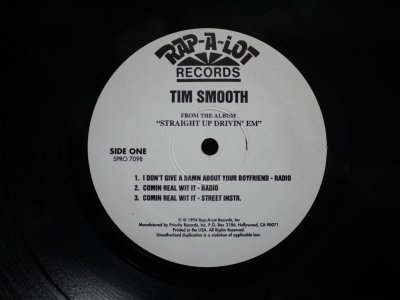 RAP-A-LOT
RECORDS
TIM SMOOTH
FROM THE ALBUM
"STRAIGHT UP DRIVIN' EM"
SIDE ONE
SPRO 7098
1. I DON'T GIVE A DAMN ABOUT YOUR BOYFRIEND - RADIO
2. COMIN REAL WIT IT - RADIO
3. COMIN REAL WIT IT - STREET INSTR.
℗ © 1994 Rap-A-Lot Records, Inc.
Manufactured by Priority Records, Inc. P.O. Box 2186, Hollywood, CA 90071
Printed in the USA. All Rights Reserved.
Unauthorized duplication is a violation of applicable law.